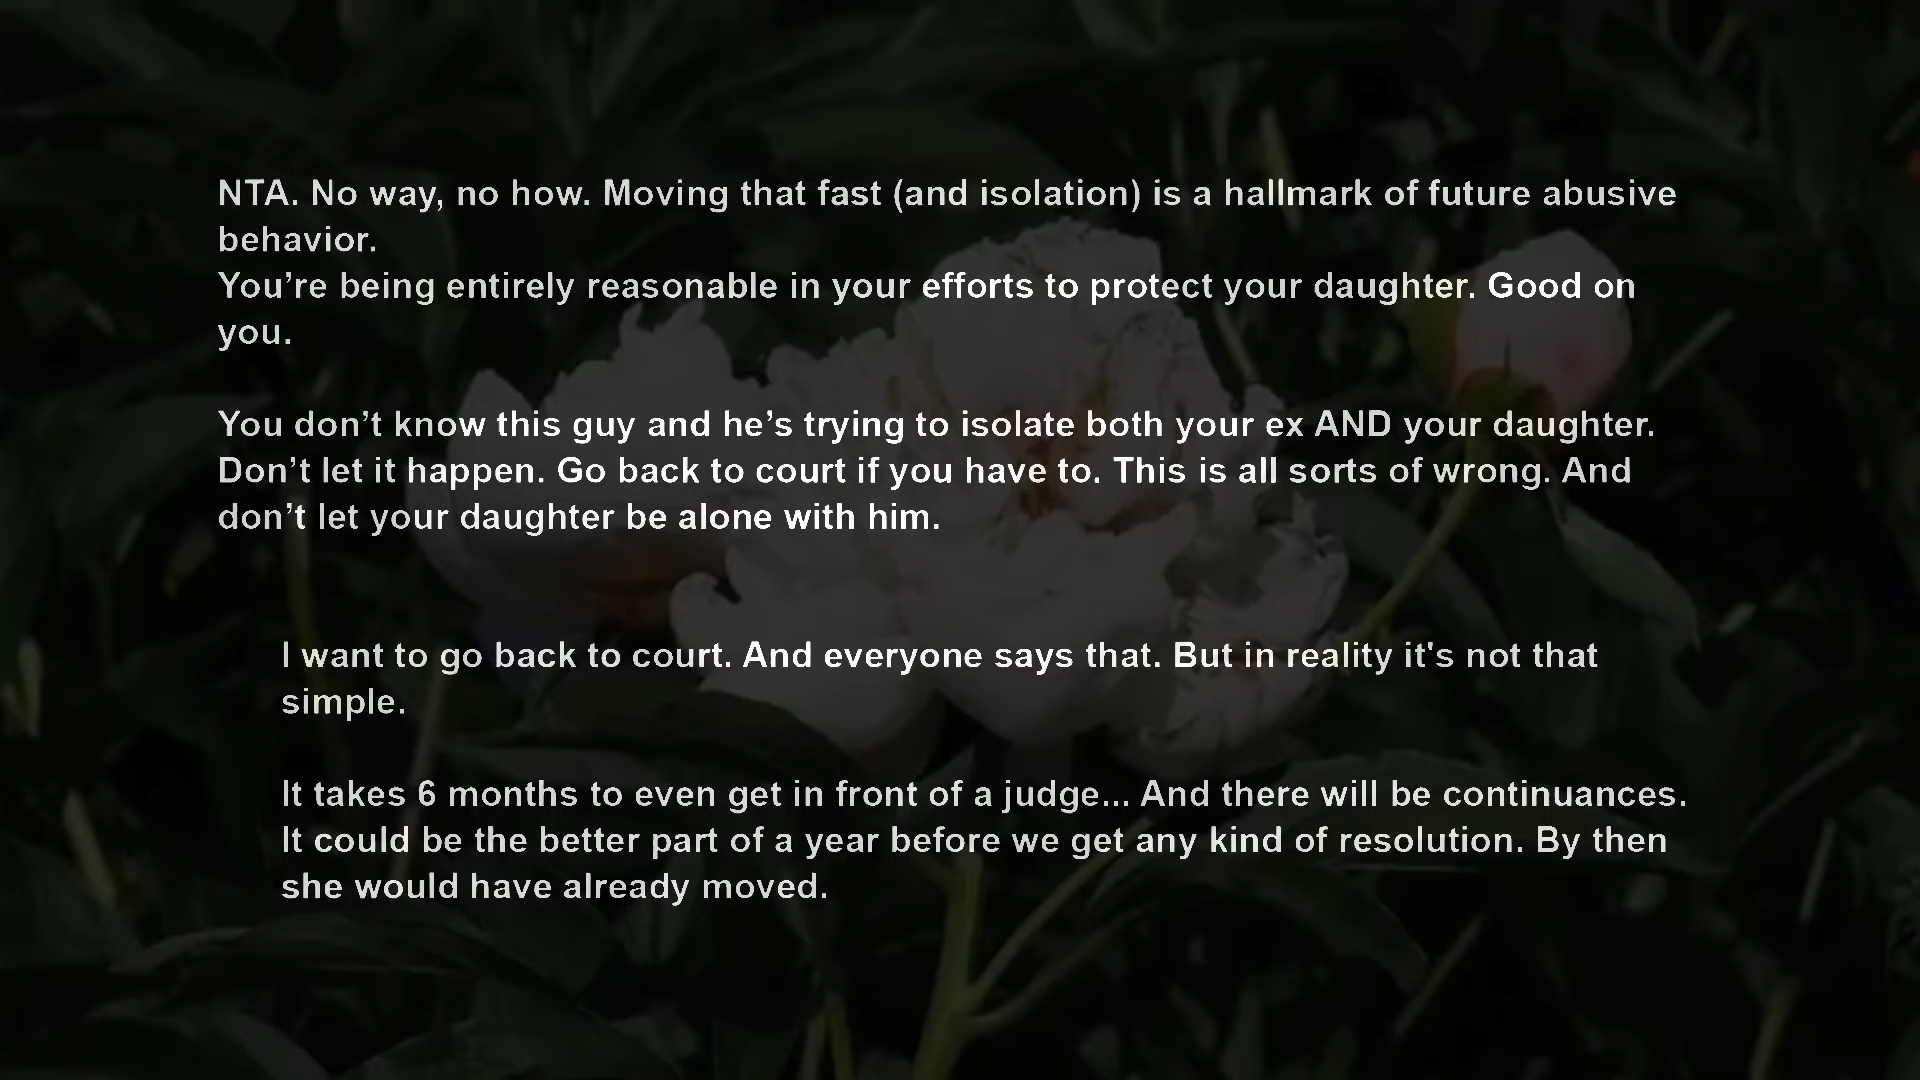 NTA. No way, no how. Moving that fast (and isolation) is a hallmark of future abusive
behavior.
You’re being entirely reasonable in your efforts to protect your daughter. Good on
you.
You don’t know this guy and he’s trying to isolate both your ex AND your daughter.
Don’t let it happen. Go back to court if you have to. This is all sorts of wrong. And
don’t let your daughter be alone with him.
I want to go back to court. And everyone says that. But in reality it's not that
simple.
It takes 6 months to even get in front of a judge... And there will be continuances.
It could be the better part of a year before we get any kind of resolution. By then
she would have already moved.